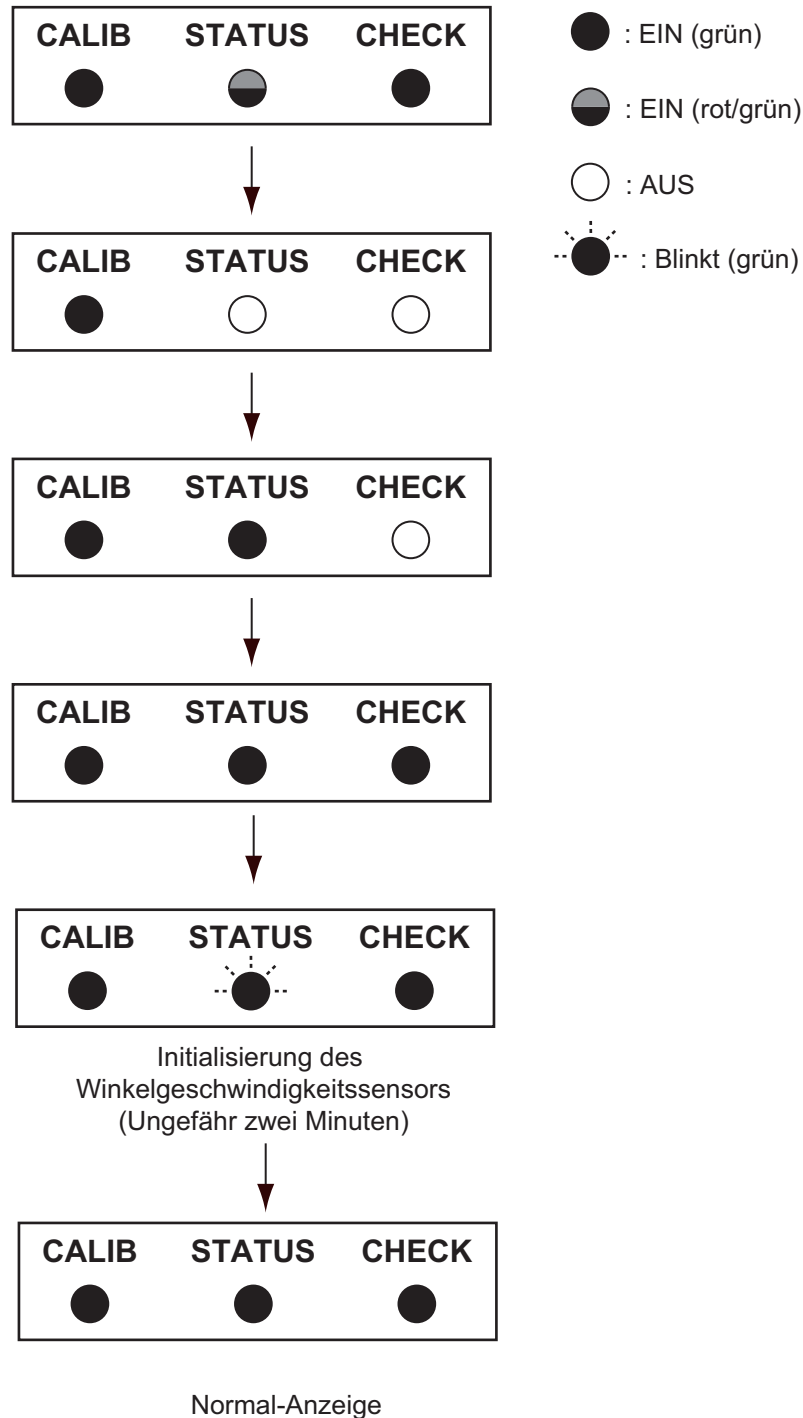 CALIB STATUS CHECK
: EIN (grün)
: EIN (rot/grün)
: AUS
: Blinkt (grün)
CALIB STATUS CHECK
CALIB STATUS CHECK
CALIB STATUS CHECK
CALIB STATUS CHECK
Initialisierung des
Winkelgeschwindigkeitssensors
(Ungefähr zwei Minuten)
CALIB STATUS CHECK
Normal-Anzeige